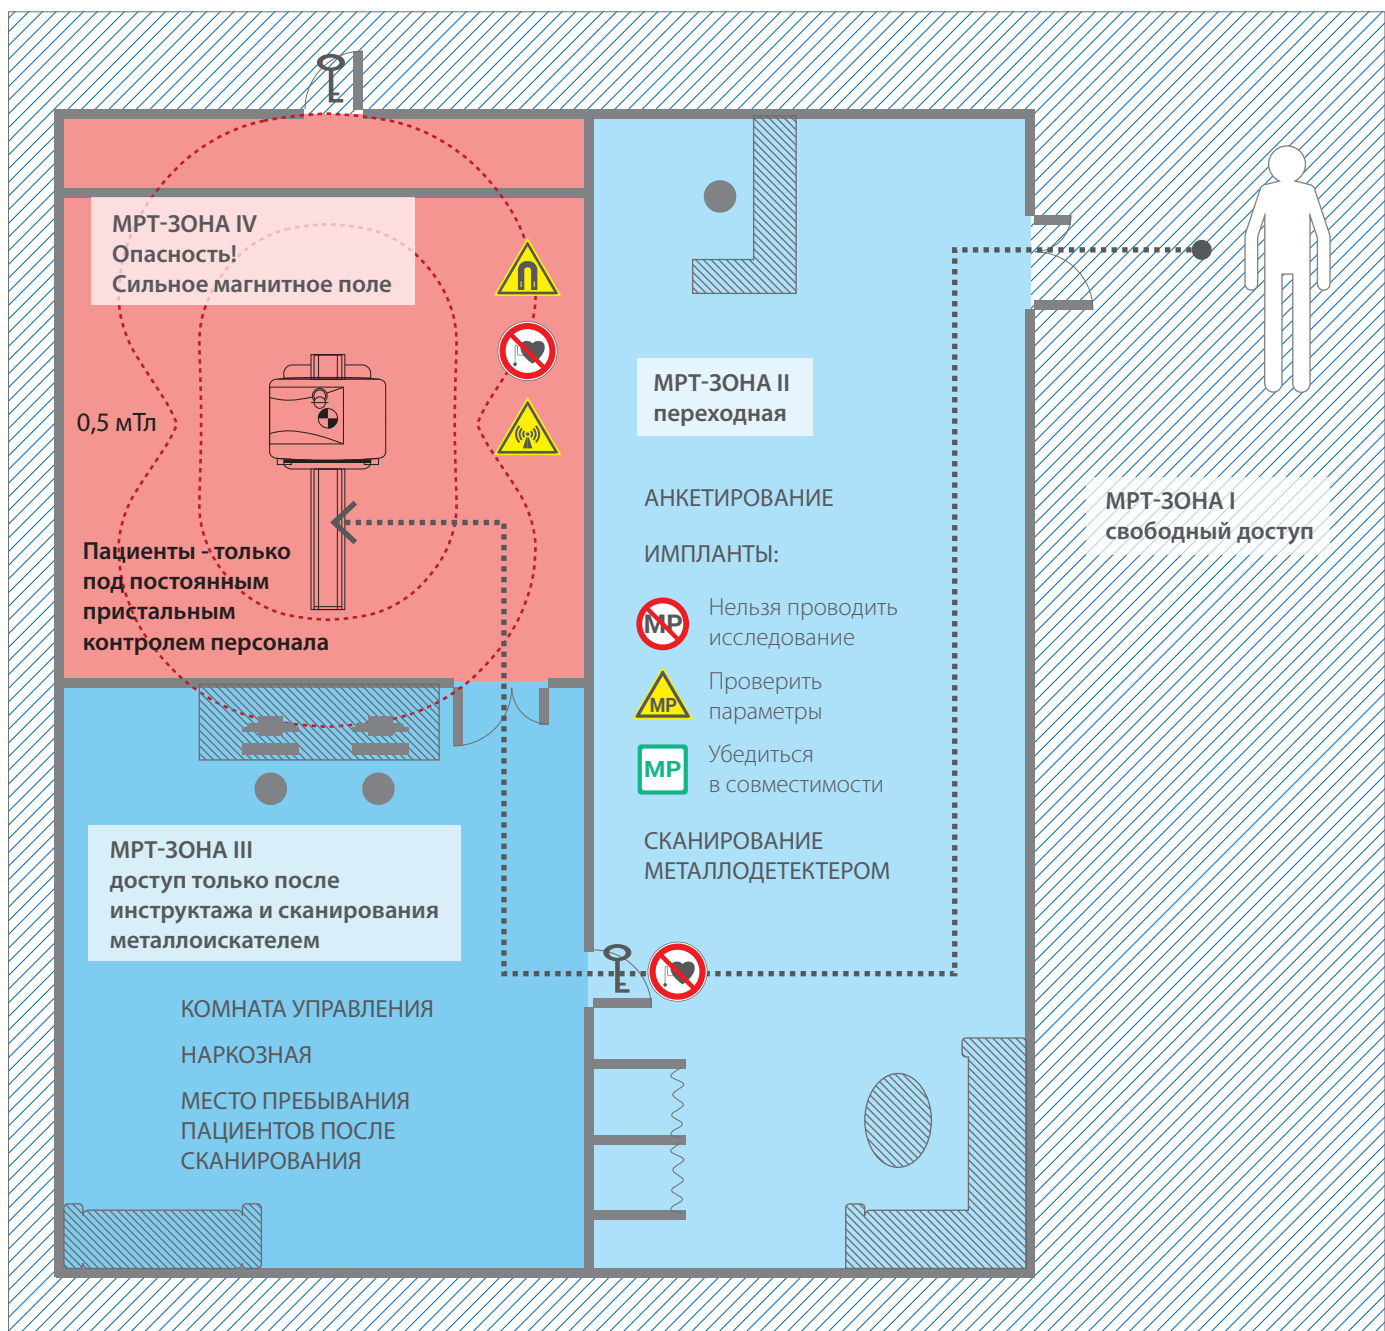 МРТ-ЗОНА IV
Опасность!
Сильное магнитное поле
0,5 мТл
Пациенты - только
под постоянным
пристальным
контролем персонала
МРТ-ЗОНА III
доступ только после
инструктажа и сканирования
металлоискателем
КОМНАТА УПРАВЛЕНИЯ
НАРКОЗНАЯ
МЕСТО ПРЕБЫВАНИЯ
ПАЦИЕНТОВ ПОСЛЕ
СКАНИРОВАНИЯ
МРТ-ЗОНА II
переходная
АНКЕТИРОВАНИЕ
ИМПЛАНТЫ:
МР
Нельзя проводить
исследование
МР
Проверить
параметры
МР
Убедиться
в совместимости
СКАНИРОВАНИЕ
МЕТАЛЛОДЕТЕКТЕРОМ
МРТ-ЗОНА I
свободный доступ